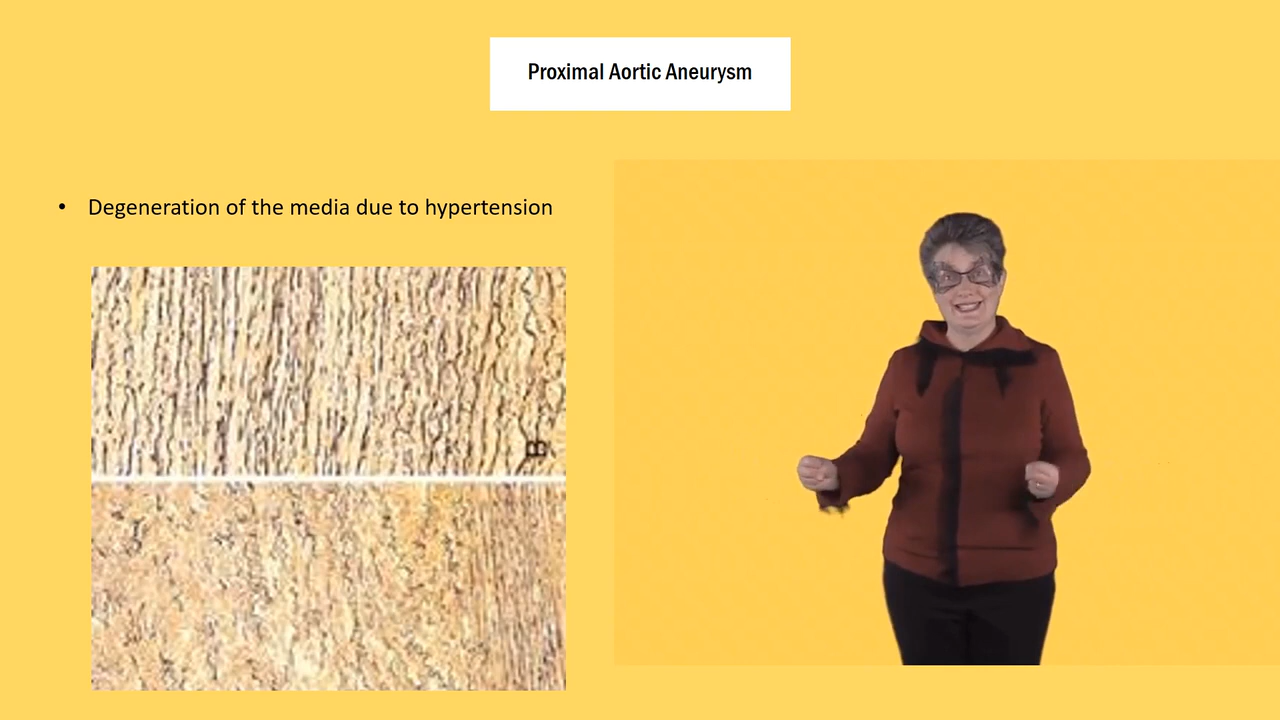 Proximal Aortic Aneurysm
• Degeneration of the media due to hypertension
B